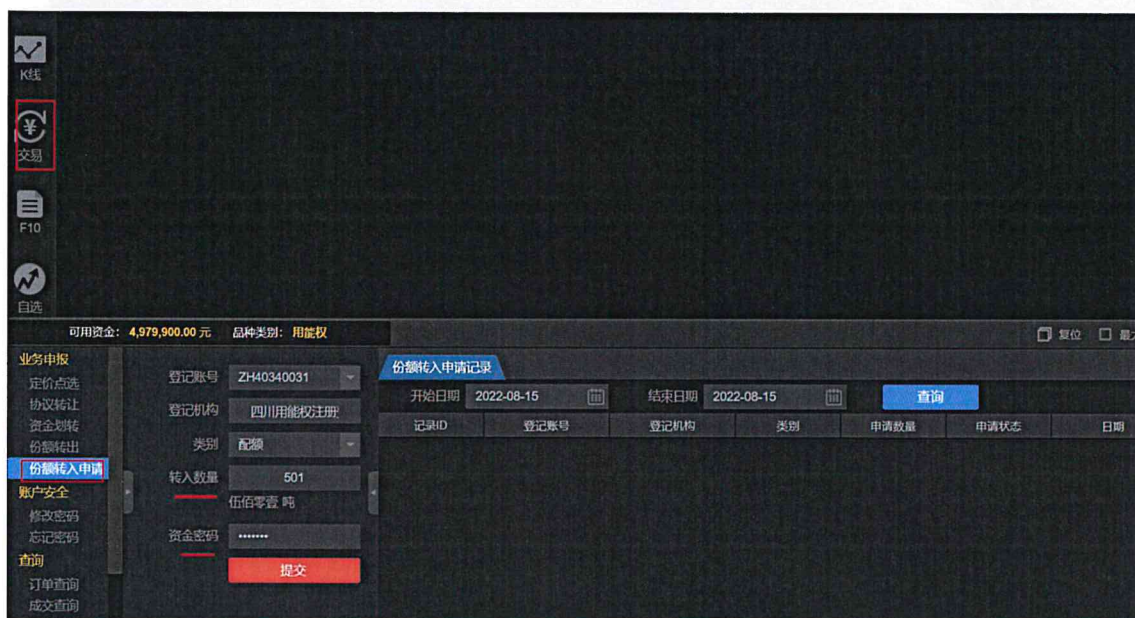 K线
交易
F10
自选
可用资金：4,979,900.00 元 品种类别：用能权
复位 最
业务申报
定价点选
协议转让
资金划转
份额转出
份额转入申请
账户安全
修改密码
忘记密码
查询
订单查询
成交查询
登记账号 ZH40340031
登记机构 四川用能权注册
类别 配额
转入数量 501
伍佰零壹 吨
资金密码 •••••••
提交
份额转入申请记录
开始日期 2022-08-15 结束日期 2022-08-15 查询
记录ID 登记账号 登记机构 类别 申请数量 申请状态 日期